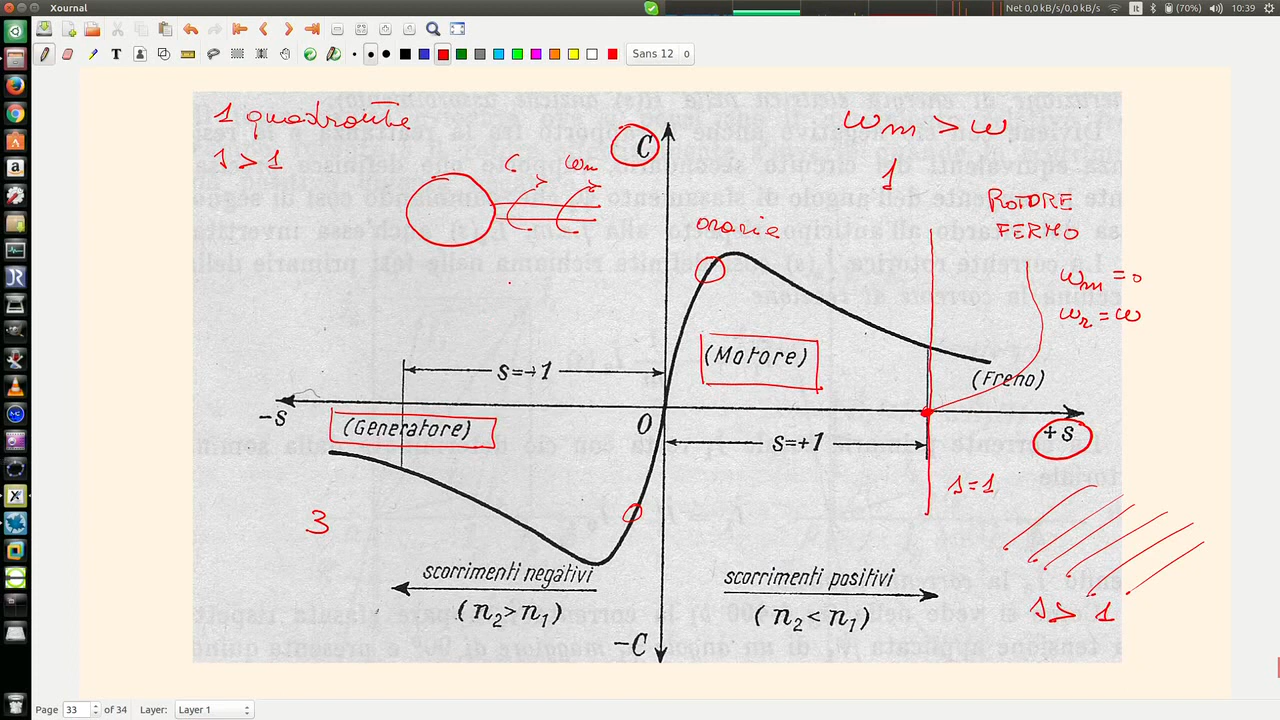 Xournal
Net 0,0 kB/s/0,0 kB/s
It
(70%)
10:39
Sans 12
0
1 quadrante
s > 1
C
C
ωm
ωm > ω
1
ROTORE
FERMO
orarie
ωm = 0
ωr = ω
(Motore)
s=+1
(Freno)
-s
(Generatore)
O
s=+1
+s
s=1
3
scorrimenti negativi
(n2>n1)
scorrimenti positivi
(n2<n1)
s > 1
-C
Page
33
of 34
Layer:
Layer 1